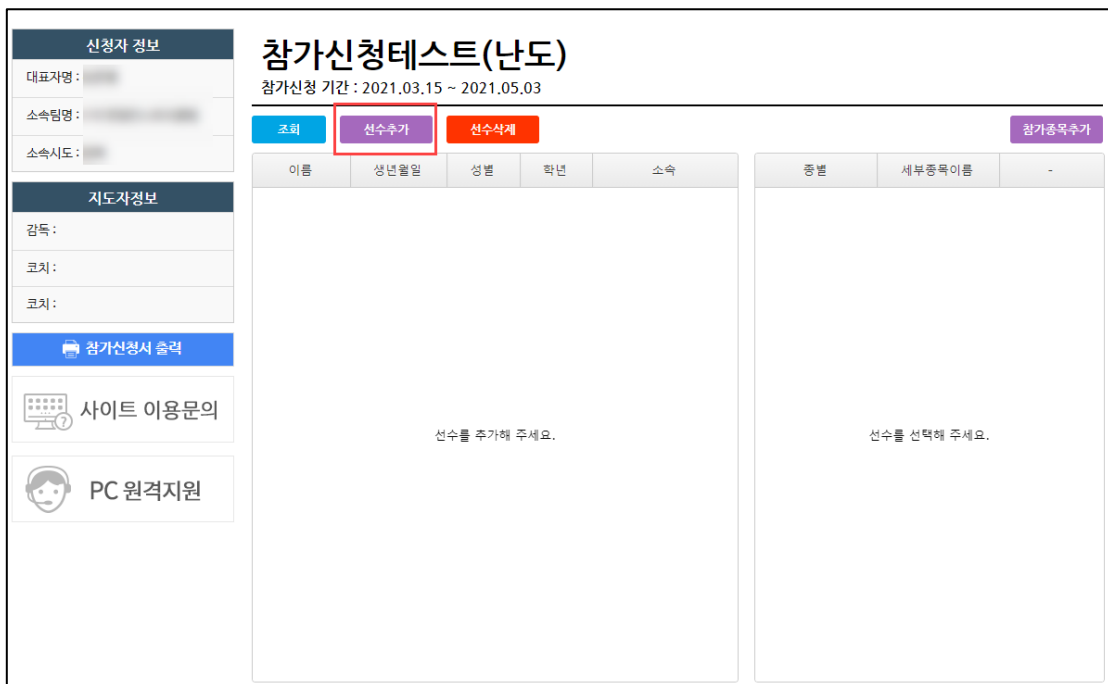 신청자 정보
대표자명 :
소속팀명 :
소속시도 :
지도자정보
감독 :
코치 :
코치 :
참가신청서 출력
사이트 이용문의
PC 원격지원
참가신청테스트(난도)
참가신청 기간 : 2021.03.15 ~ 2021.05.03
조회 선수추가 선수삭제 참가종목추가
이름 생년월일 성별 학년 소속 종별 세부종목이름 -
선수를 추가해 주세요. 선수를 선택해 주세요.